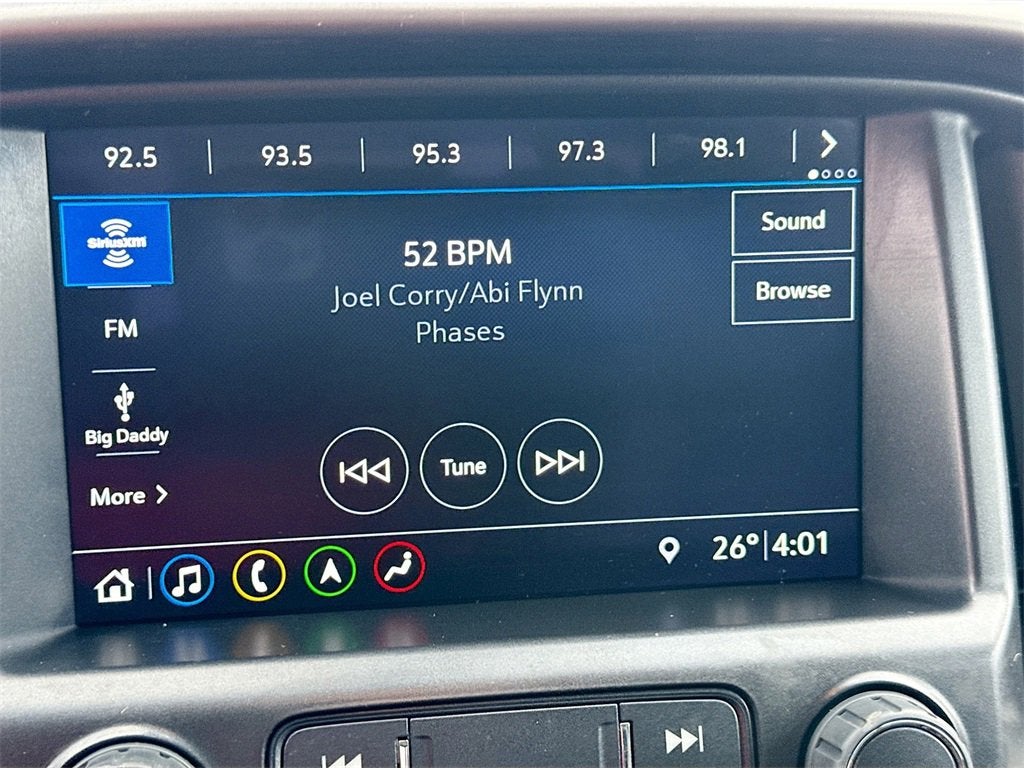 92.5 93.5 95.3 97.3 98.1
SiriusXM
Sound
52 BPM
Joel Corry/Abi Flynn
Browse
FM
Phases
Big Daddy
Tune
More
26° 4:01